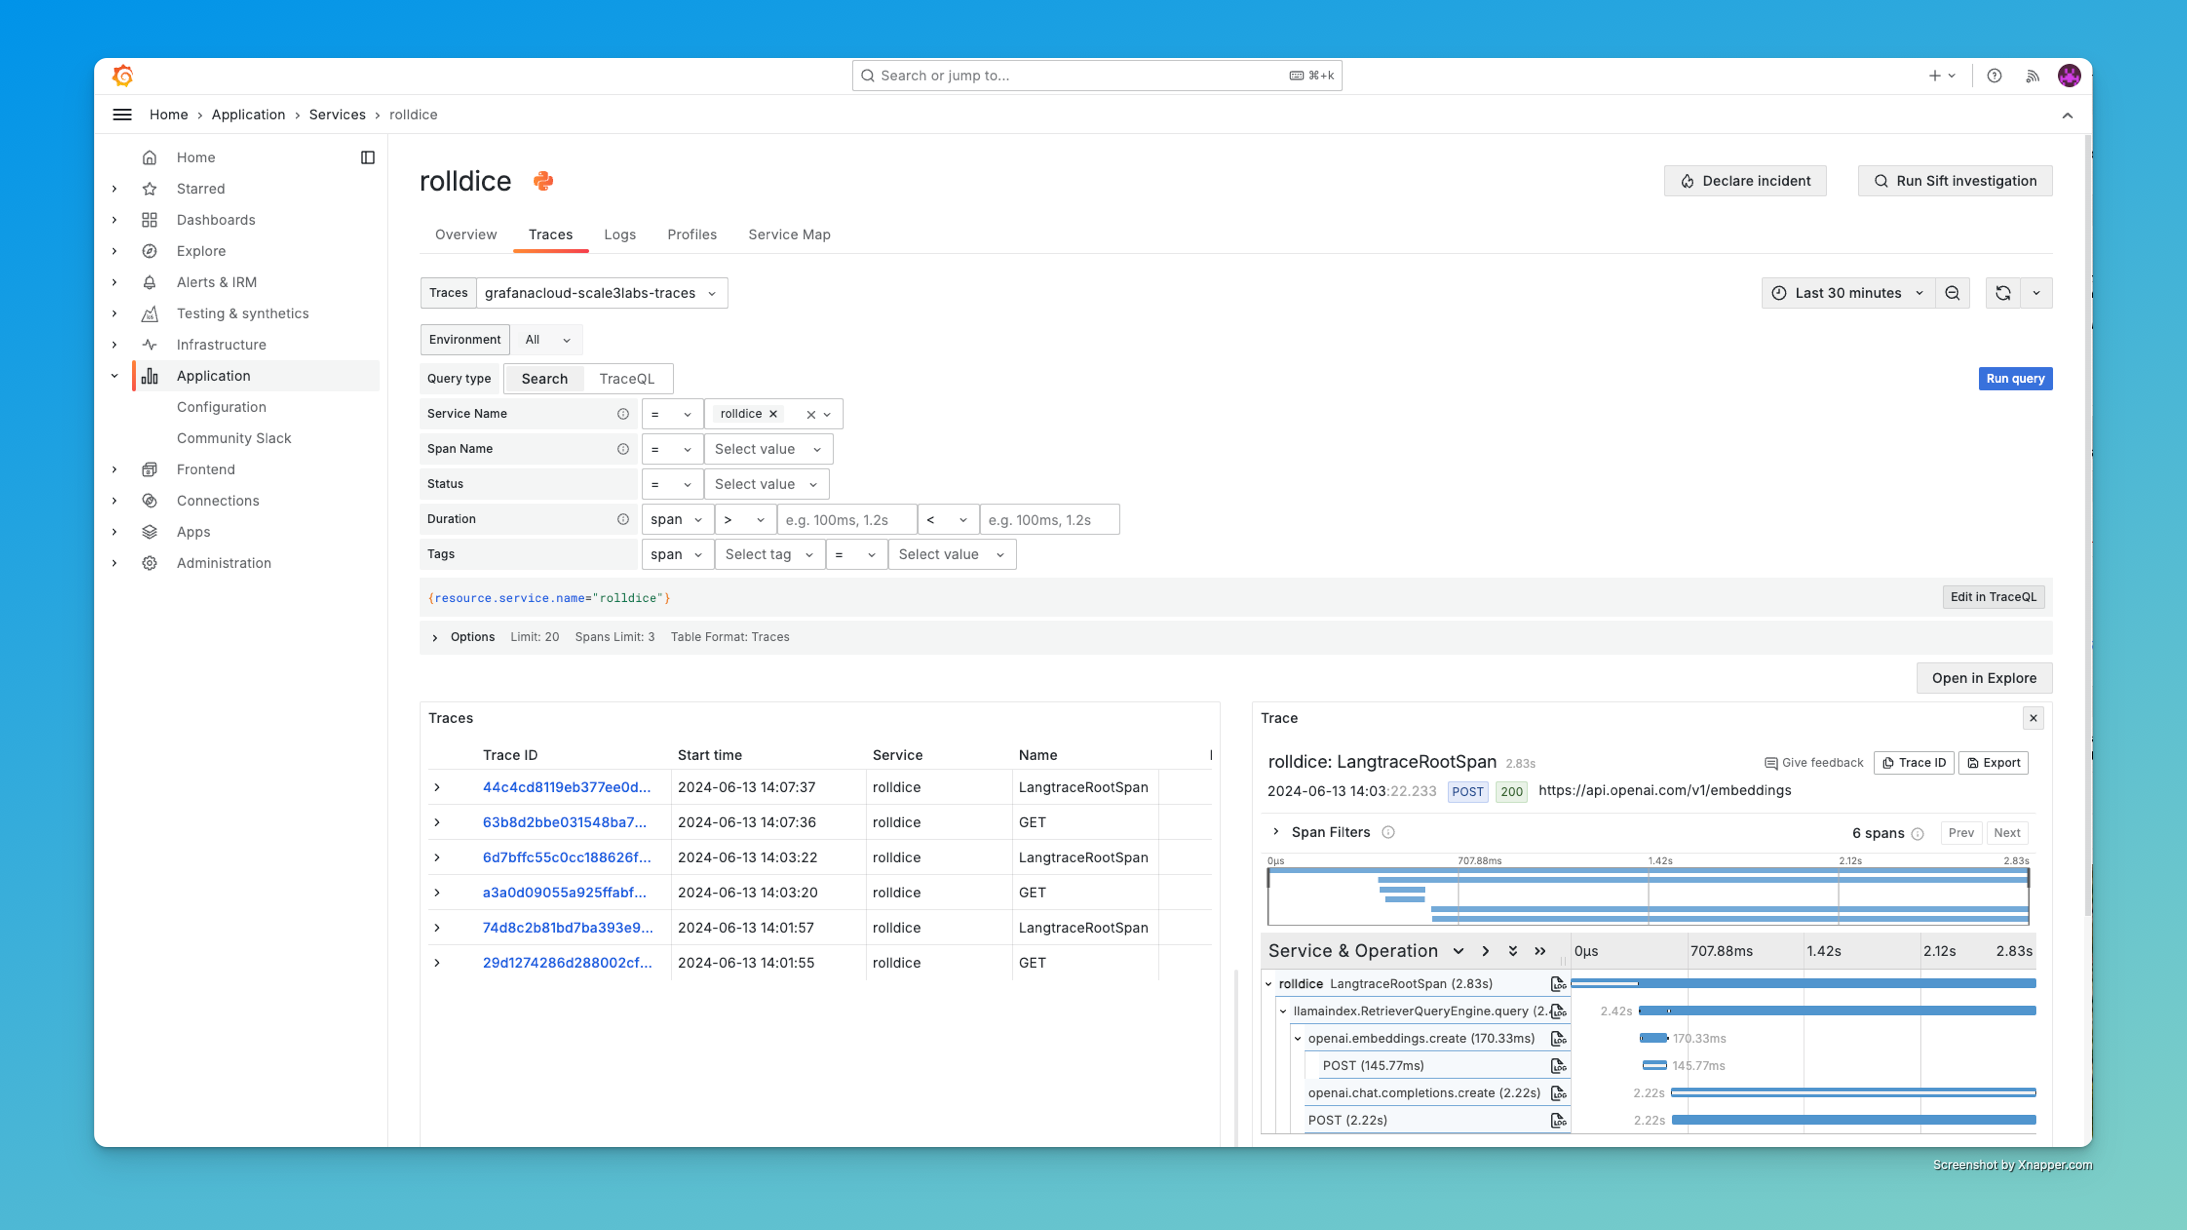 Search or jump to... ⌘+k
Home › Application › Services › rolldice
Home
Starred
Dashboards
Explore
Alerts & IRM
Testing & synthetics
Infrastructure
Application
Configuration
Community Slack
Frontend
Connections
Apps
Administration
rolldice
Declare incident
Run Sift investigation
Overview Traces Logs Profiles Service Map
Traces grafanacloud-scale3labs-traces
Last 30 minutes
Environment All
Query type Search TraceQL
Run query
Service Name = rolldice
Span Name = Select value
Status = Select value
Duration span > e.g. 100ms, 1.2s < e.g. 100ms, 1.2s
Tags span Select tag = Select value
{resource.service.name="rolldice"}
Edit in TraceQL
Options Limit: 20 Spans Limit: 3 Table Format: Traces
Open in Explore
Traces
Trace ID Start time Service Name
44c4cd8119eb377ee0d... 2024-06-13 14:07:37 rolldice LangtraceRootSpan
63b8d2bbe031548ba7... 2024-06-13 14:07:36 rolldice GET
6d7bffc55c0cc188626f... 2024-06-13 14:03:22 rolldice LangtraceRootSpan
a3a0d09055a925ffabf... 2024-06-13 14:03:20 rolldice GET
74d8c2b81bd7ba393e9... 2024-06-13 14:01:57 rolldice LangtraceRootSpan
29d1274286d288002cf... 2024-06-13 14:01:55 rolldice GET
Trace
rolldice: LangtraceRootSpan 2.83s
Give feedback Trace ID Export
2024-06-13 14:03:22.233 POST 200 https://api.openai.com/v1/embeddings
Span Filters 6 spans Prev Next
0μs 707.88ms 1.42s 2.12s 2.83s
Service & Operation 0μs 707.88ms 1.42s 2.12s 2.83s
rolldice LangtraceRootSpan (2.83s) LOG
llamaindex.RetrieverQueryEngine.query (2.4 LOG 2.42s
openai.embeddings.create (170.33ms) LOG 170.33ms
POST (145.77ms) LOG 145.77ms
openai.chat.completions.create (2.22s) LOG 2.22s
POST (2.22s) LOG 2.22s
Screenshot by Xnapper.com